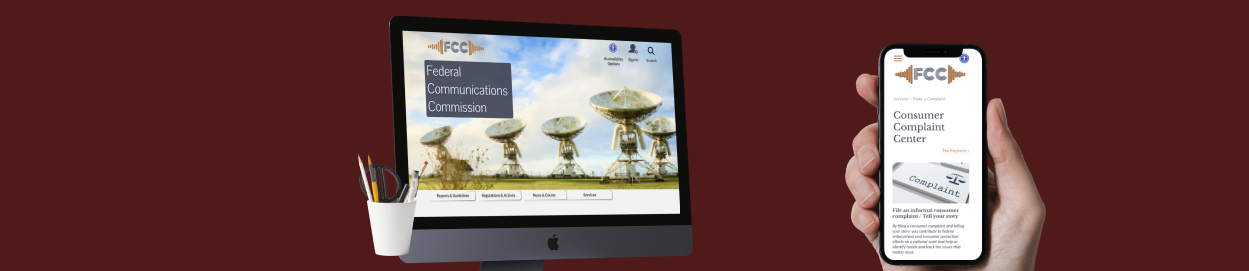 FCC
Accessibility
Options
Sign In
Search
Federal
Communications
Commission
Reports & Guidelines
Regulations & Actions
News & Events
Services
FCC
Services > Make a Complaint
Consumer
Complaint
Center
Fee Payment >
Complaint
File an informal consumer
complaint / Tell your story
By filing a consumer complaint and telling
your story, you contribute to federal
enforcement and consumer protection
efforts on a national scale and help us
identify trends and track the issues that
matter most.